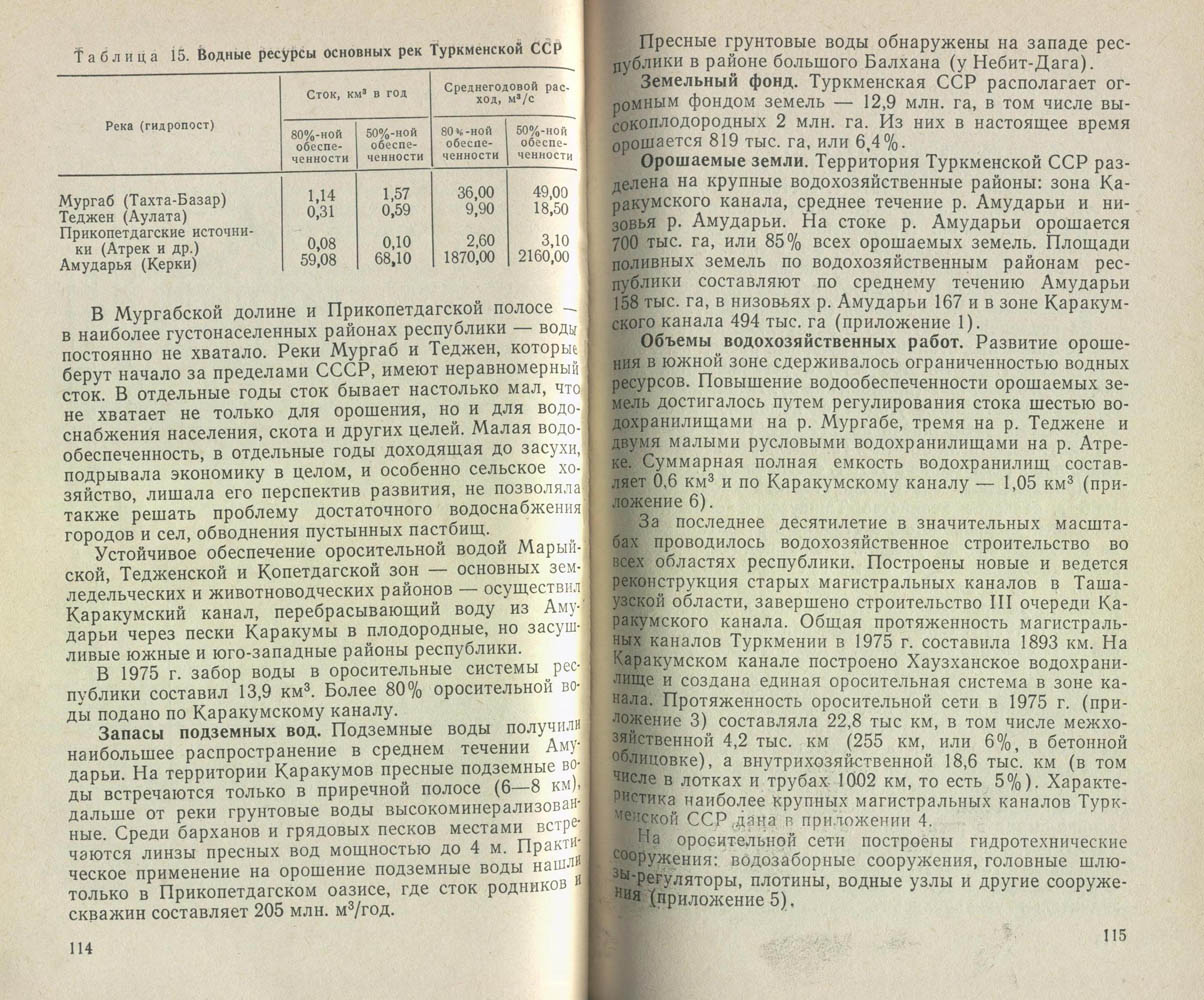 Таблица 15. Водные ресурсы основных рек Туркменской ССР
Река (гидропост)
Сток, км³ в год
Среднегодовой рас-
ход, м³/с
80%-ной
обеспе-
ченности
50%-ной
обеспе-
ченности
80%-ной
обеспе-
ченности
50%-ной
обеспе-
ченности
Мургаб (Тахта-Базар) 1,14 1,57 36,00 49,00
Теджен (Аулата) 0,31 0,59 9,90 18,50
Прикопетдагские источни-
ки (Атрек и др.) 0,08 0,10 2,60 3,10
Амударья (Керки) 59,08 68,10 1870,00 2160,00
В Мургабской долине и Прикопетдагской полосе —
в наиболее густонаселенных районах республики — воды
постоянно не хватало. Реки Мургаб и Теджен, которые
берут начало за пределами СССР, имеют неравномерный
сток. В отдельные годы сток бывает настолько мал, что
не хватает не только для орошения, но и для водо-
снабжения населения, скота и других целей. Малая водо-
обеспеченность, в отдельные годы доходящая до засухи,
подрывала экономику в целом, и особенно сельское хо-
зяйство, лишала его перспектив развития, не позволяла
также решать проблему достаточного водоснабжения
городов и сел, обводнения пустынных пастбищ.
Устойчивое обеспечение оросительной водой Марый-
ской, Тедженской и Копетдагской зон — основных зем-
ледельческих и животноводческих районов — осуществил
Каракумский канал, перебрасывающий воду из Аму-
дарьи через пески Каракумы в плодородные, но засуш-
ливые южные и юго-западные районы республики.
В 1975 г. забор воды в оросительные системы рес-
публики составил 13,9 км³. Более 80% оросительной во-
ды подано по Каракумскому каналу.
Запасы подземных вод. Подземные воды получили
наибольшее распространение в среднем течении Аму-
дарьи. На территории Каракумов пресные подземные во-
ды встречаются только в приречной полосе (6—8 км),
дальше от реки грунтовые воды высокоминерализован-
ные. Среди барханов и грядовых песков местами встре-
чаются линзы пресных вод мощностью до 4 м. Практи-
ческое применение на орошение подземные воды нашли
только в Прикопетдагском оазисе, где сток родников и
скважин составляет 205 млн. м³/год.
114
Пресные грунтовые воды обнаружены на западе рес-
публики в районе большого Балхана (у Небит-Дага).
Земельный фонд. Туркменская ССР располагает ог-
ромным фондом земель — 12,9 млн. га, в том числе вы-
сокоплодородных 2 млн. га. Из них в настоящее время
орошается 819 тыс. га, или 6,4%.
Орошаемые земли. Территория Туркменской ССР раз-
делена на крупные водохозяйственные районы: зона Ка-
ракумского канала, среднее течение р. Амударьи и ни-
зовья р. Амударьи. На стоке р. Амударьи орошается
700 тыс. га, или 85% всех орошаемых земель. Площади
поливных земель по водохозяйственным районам рес-
публики составляют по среднему течению Амударьи
158 тыс. га, в низовьях р. Амударьи 167 и в зоне Каракум-
ского канала 494 тыс. га (приложение 1).
Объемы водохозяйственных работ. Развитие ороше-
ния в южной зоне сдерживалось ограниченностью водных
ресурсов. Повышение водообеспеченности орошаемых зе-
мель достигалось путем регулирования стока шестью во-
дохранилищами на р. Мургабе, тремя на р. Теджене и
двумя малыми русловыми водохранилищами на р. Атре-
ке. Суммарная полная емкость водохранилищ состав-
ляет 0,6 км³ и по Каракумскому каналу — 1,05 км³ (при-
ложение 6).
За последнее десятилетие в значительных масшта-
бах проводилось водохозяйственное строительство во
всех областях республики. Построены новые и ведется
реконструкция старых магистральных каналов в Таша-
узской области, завершено строительство III очереди Ка-
ракумского канала. Общая протяженность магистраль-
ных каналов Туркмении в 1975 г. составила 1893 км. На
Каракумском канале построено Хаузханское водохрани-
лище и создана единая оросительная система в зоне ка-
нала. Протяженность оросительной сети в 1975 г. (при-
ложение 3) составляла 22,8 тыс км, в том числе межхо-
зяйственной 4,2 тыс. км (255 км, или 6%, в бетонной
облицовке), а внутрихозяйственной 18,6 тыс. км (в том
числе в лотках и трубах 1002 км, то есть 5%). Характе-
ристика наиболее крупных магистральных каналов Турк-
менской ССР дана в приложении 4.
На оросительной сети построены гидротехнические
сооружения: водозаборные сооружения, головные шлю-
зы-регуляторы, плотины, водные узлы и другие сооруже-
ния (приложение 5).
115